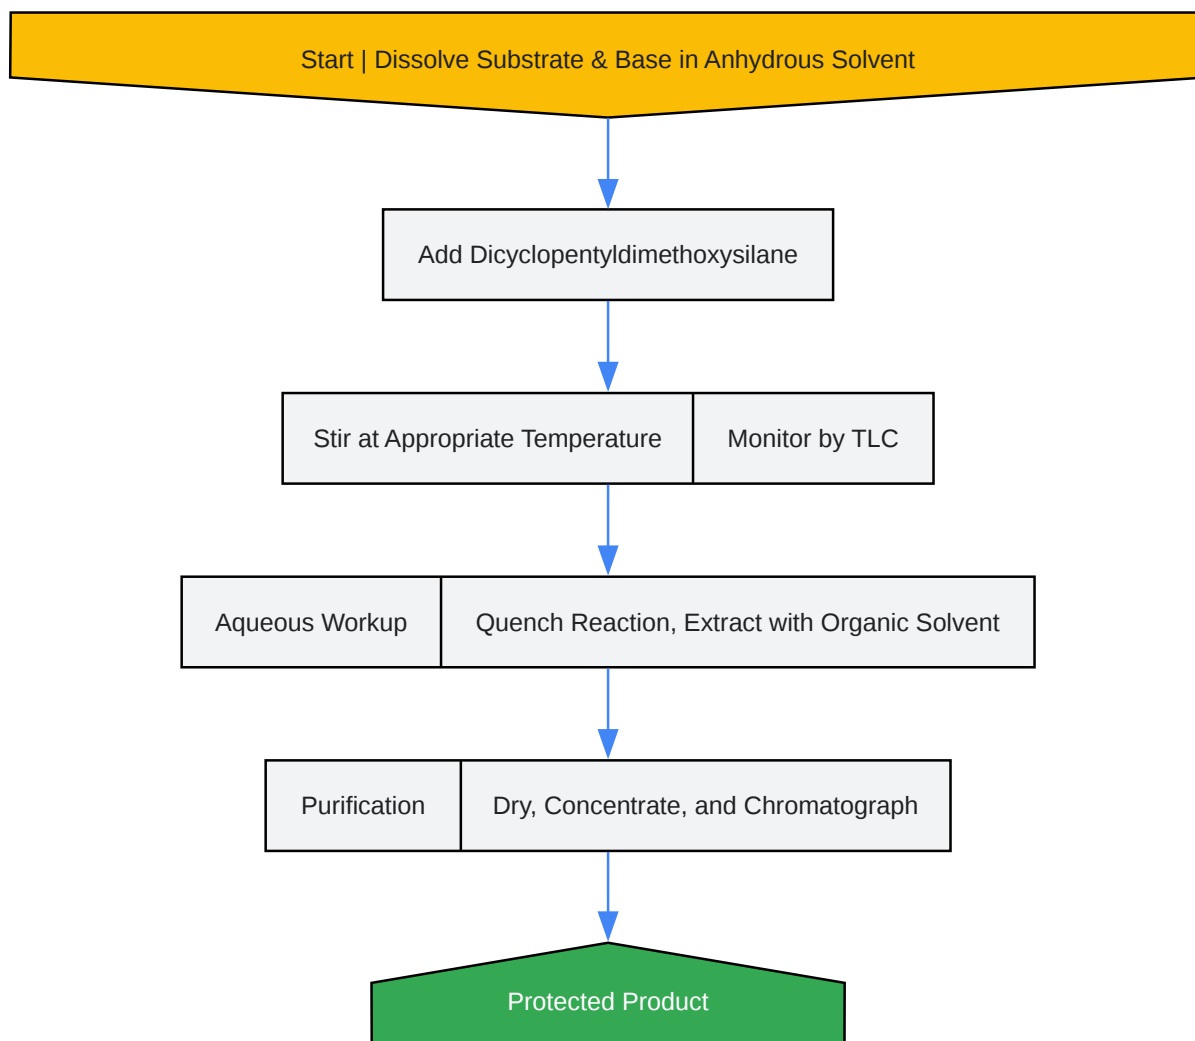 Start | Dissolve Substrate & Base in Anhydrous Solvent
Add Dicyclopentyldimethoxysilane
Stir at Appropriate Temperature
Monitor by TLC
Aqueous Workup
Quench Reaction, Extract with Organic Solvent
Purification
Dry, Concentrate, and Chromatograph
Protected Product